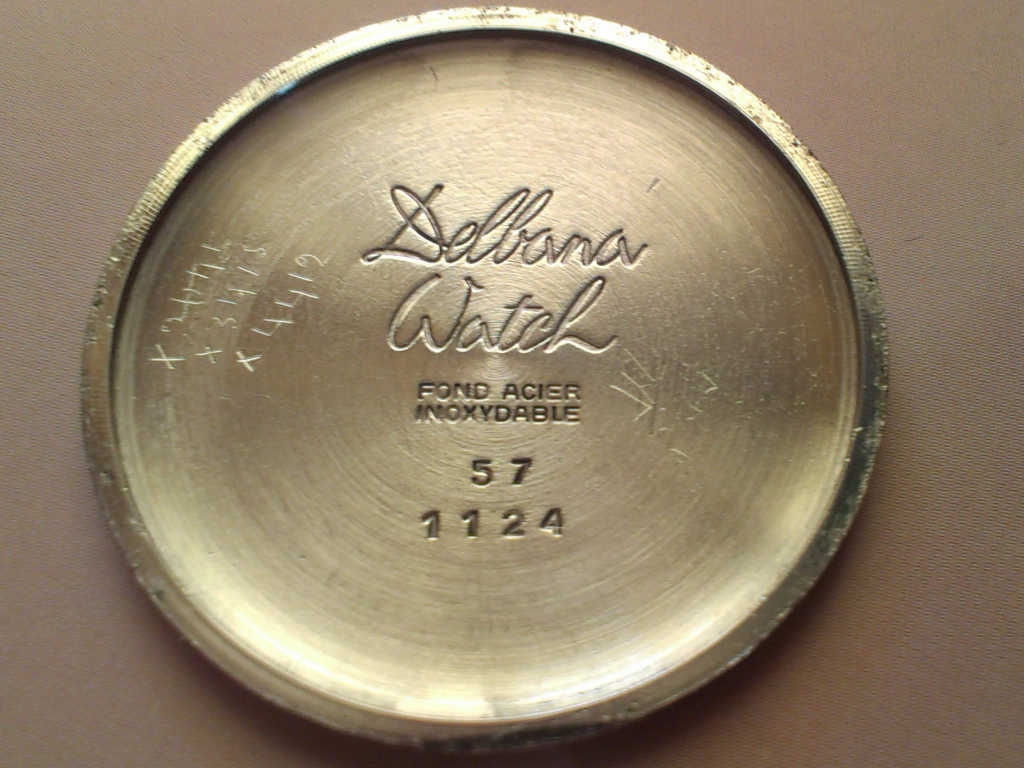 Delbana
Watch
FOND ACIER
INOXYDABLE
57
1124